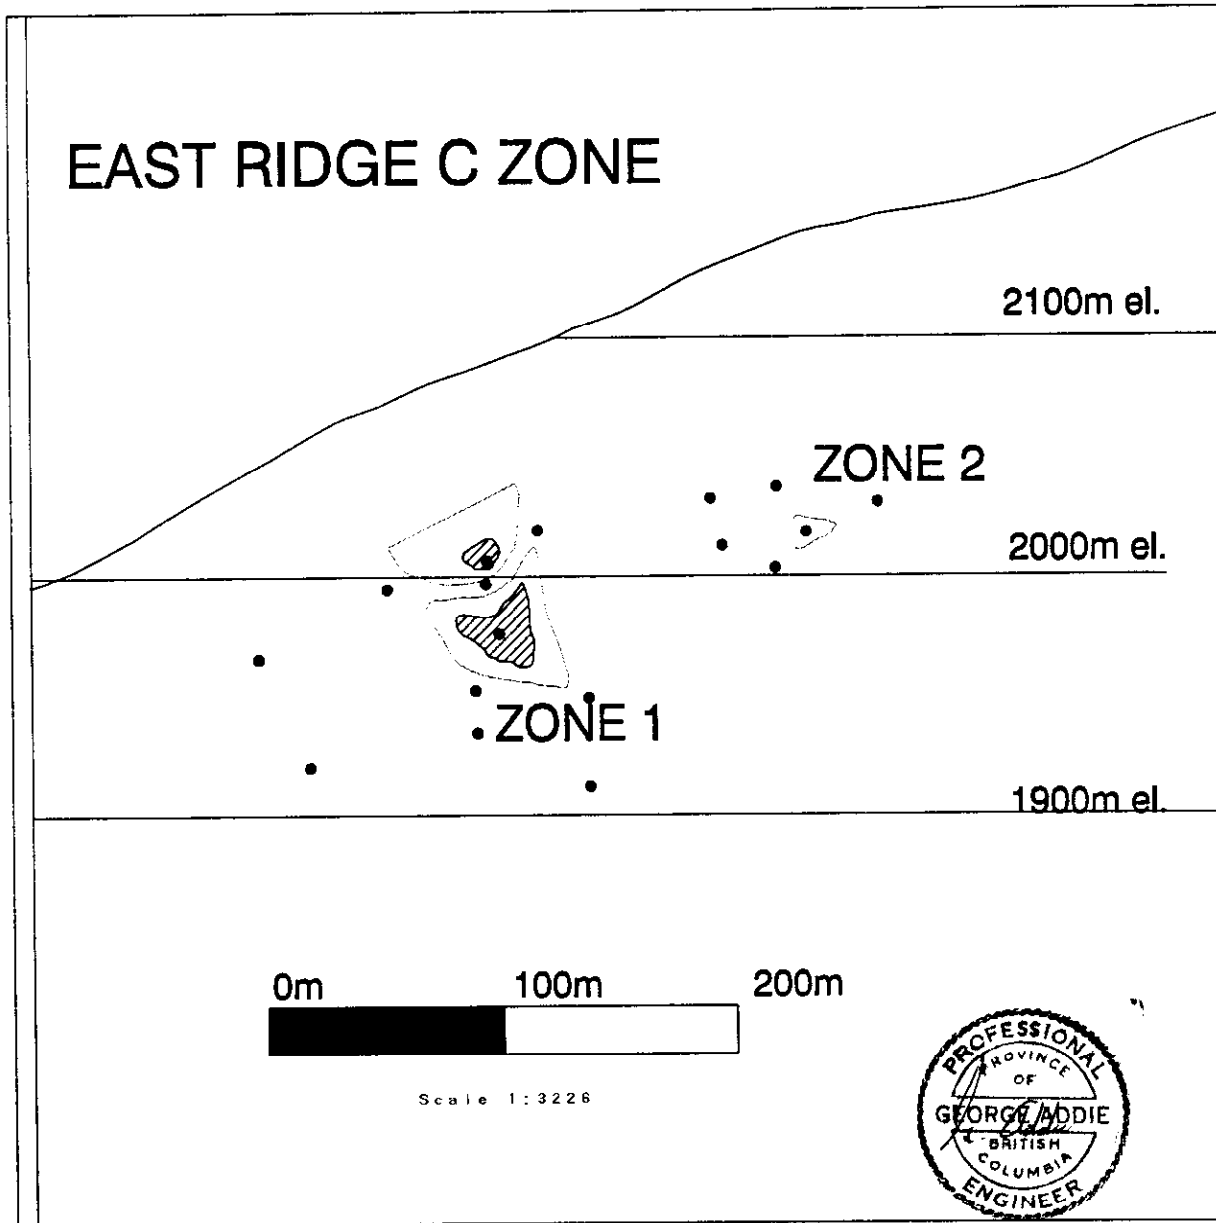 EAST RIDGE C ZONE
2100m el.
ZONE 2
2000m el.
ZONE 1
1900m el.
0m 100m 200m
Scale 1:3226
PROFESSIONAL
PROVINCE
OF
GEORGE ADDIE
BRITISH
COLUMBIA
ENGINEER